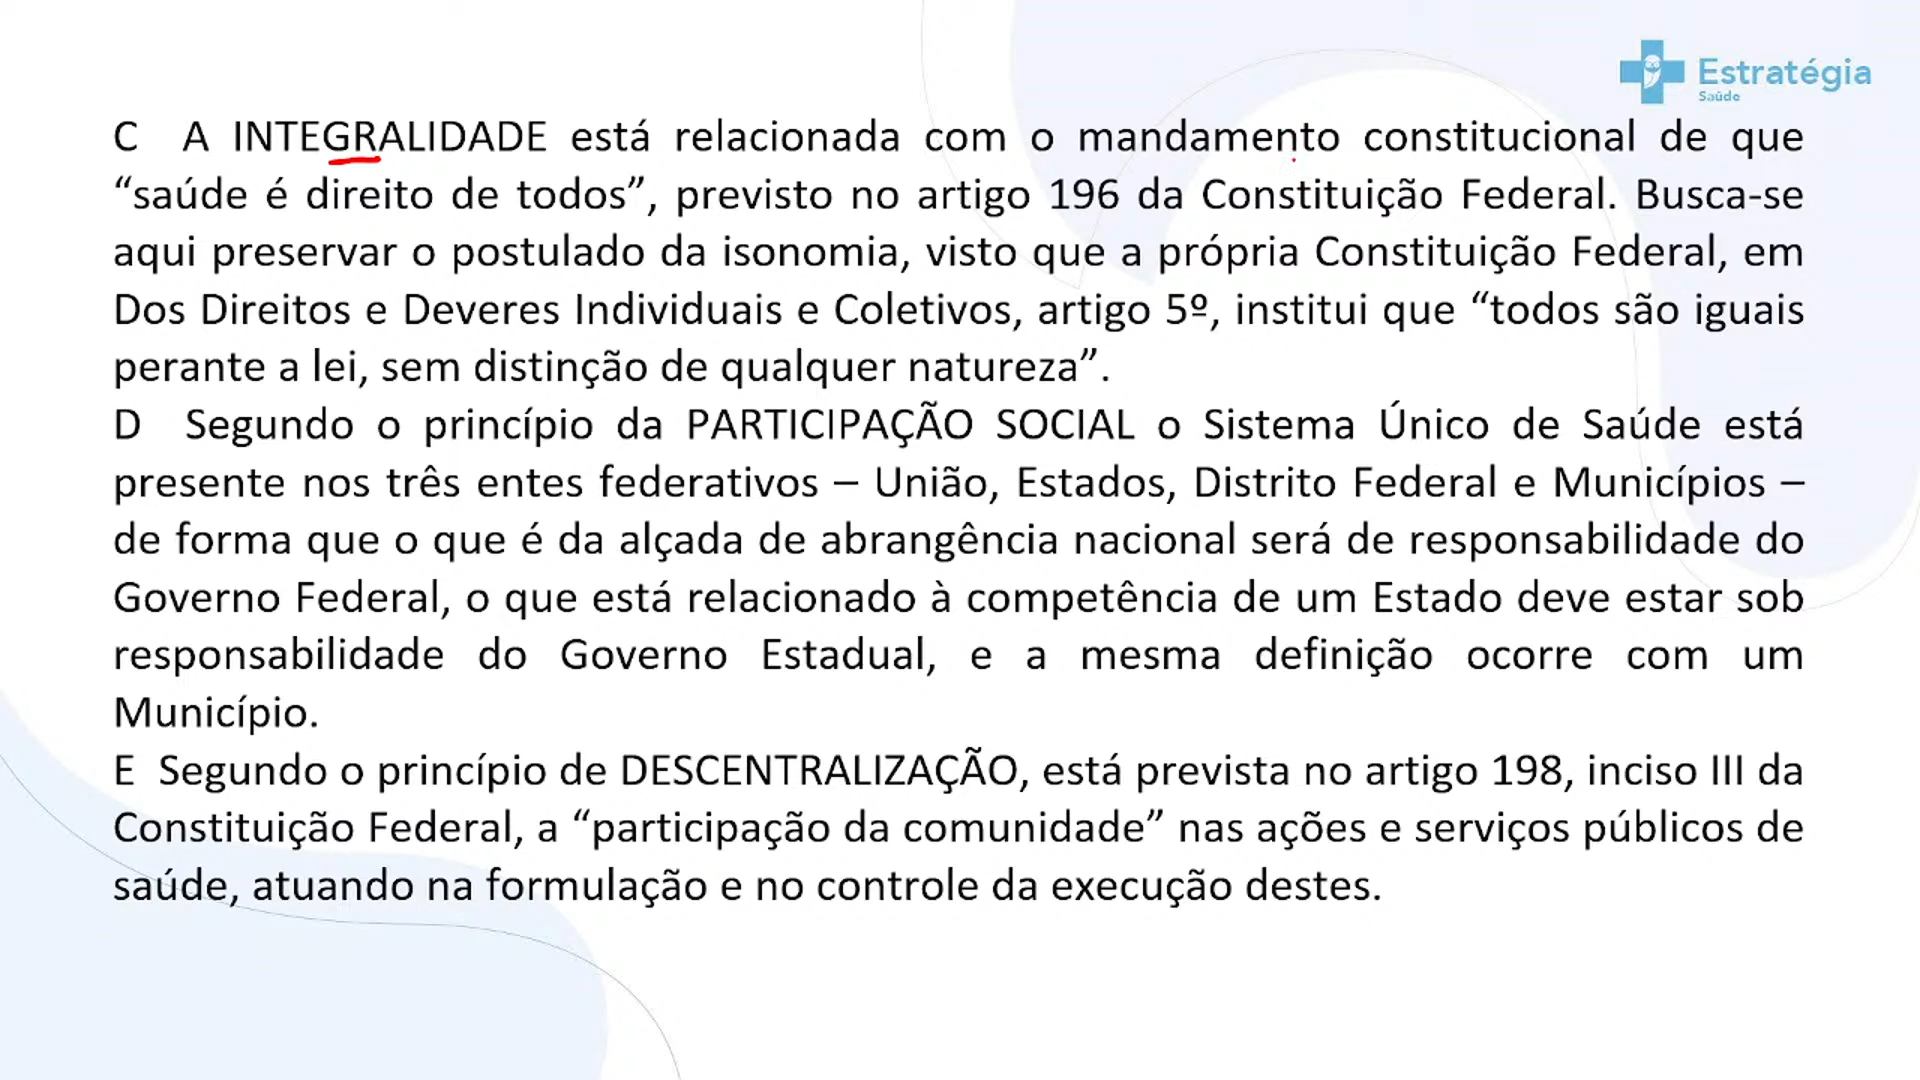 Estratégia
Saúde
C A INTEGRALIDADE está relacionada com o mandamento constitucional de que
“saúde é direito de todos”, previsto no artigo 196 da Constituição Federal. Busca-se
aqui preservar o postulado da isonomia, visto que a própria Constituição Federal, em
Dos Direitos e Deveres Individuais e Coletivos, artigo 5º, institui que “todos são iguais
perante a lei, sem distinção de qualquer natureza”.
D Segundo o princípio da PARTICIPAÇÃO SOCIAL o Sistema Único de Saúde está
presente nos três entes federativos – União, Estados, Distrito Federal e Municípios –
de forma que o que é da alçada de abrangência nacional será de responsabilidade do
Governo Federal, o que está relacionado à competência de um Estado deve estar sob
responsabilidade do Governo Estadual, e a mesma definição ocorre com um
Município.
E Segundo o princípio de DESCENTRALIZAÇÃO, está prevista no artigo 198, inciso III da
Constituição Federal, a “participação da comunidade” nas ações e serviços públicos de
saúde, atuando na formulação e no controle da execução destes.